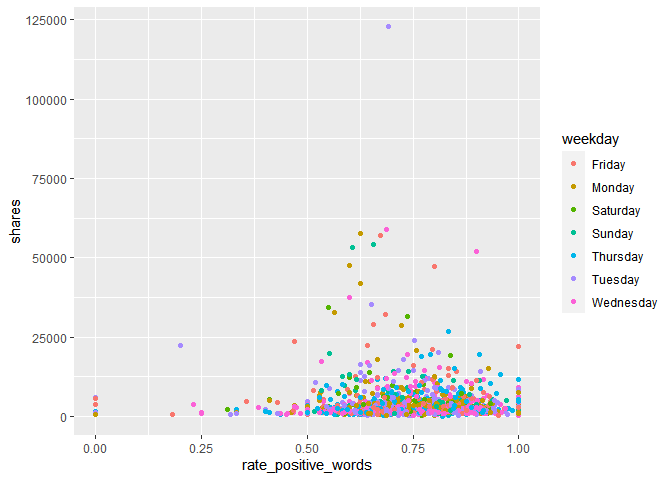 125000
100000
75000
50000
25000
0
shares
0.00 0.25 0.50 0.75 1.00
rate_positive_words
weekday
Friday
Monday
Saturday
Sunday
Thursday
Tuesday
Wednesday